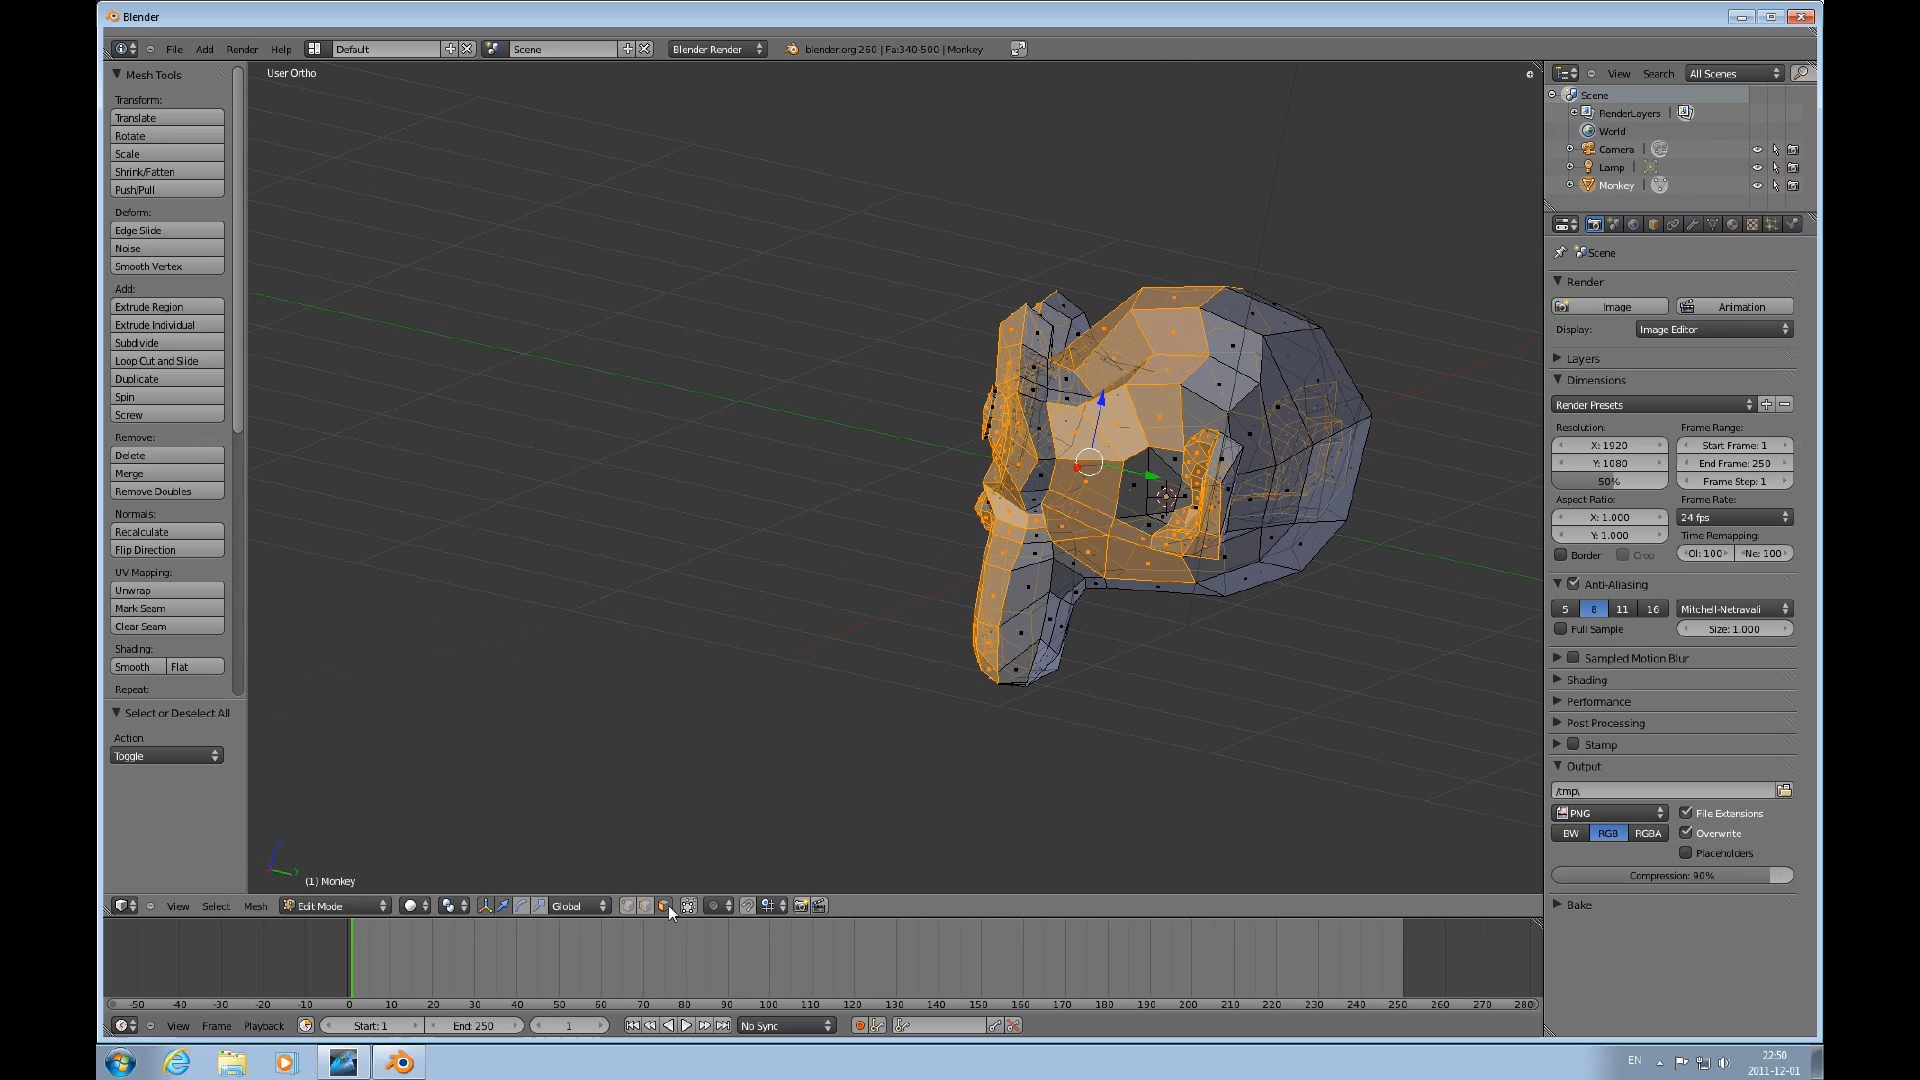 Blender
File Add Render Help Default Scene Blender Render blender.org 260 | Fa:340-500 | Monkey
Mesh Tools
Transform:
Translate
Rotate
Scale
Shrink/Fatten
Push/Pull
Deform:
Edge Slide
Noise
Smooth Vertex
Add:
Extrude Region
Extrude Individual
Subdivide
Loop Cut and Slide
Duplicate
Spin
Screw
Remove:
Delete
Merge
Remove Doubles
Normals:
Recalculate
Flip Direction
UV Mapping:
Unwrap
Mark Seam
Clear Seam
Shading:
Smooth Flat
Repeat:
Select or Deselect All
Action
Toggle
User Ortho
(1) Monkey
View Select Mesh Edit Mode Global
-50 -40 -30 -20 -10 0 10 20 30 40 50 60 70 80 90 100 110 120 130 140 150 160 170 180 190 200 210 220 230 240 250 260 270 280
View Frame Playback Start: 1 End: 250 1 No Sync
View Search All Scenes
Scene
RenderLayers |
World
Camera |
Lamp |
Monkey |
Scene
Render
Image Animation
Display: Image Editor
Layers
Dimensions
Render Presets
Resolution: Frame Range:
X: 1920 Start Frame: 1
Y: 1080 End Frame: 250
50% Frame Step: 1
Aspect Ratio: Frame Rate:
X: 1.000 24 fps
Y: 1.000 Time Remapping:
Border Crop Ol: 100 Ne: 100
Anti-Aliasing
5 8 11 16 Mitchell-Netravali
Full Sample Size: 1.000
Sampled Motion Blur
Shading
Performance
Post Processing
Stamp
Output
/tmp\
PNG File Extensions
BW RGB RGBA Overwrite
Placeholders
Compression: 90%
Bake
EN 22:50
2011-12-01